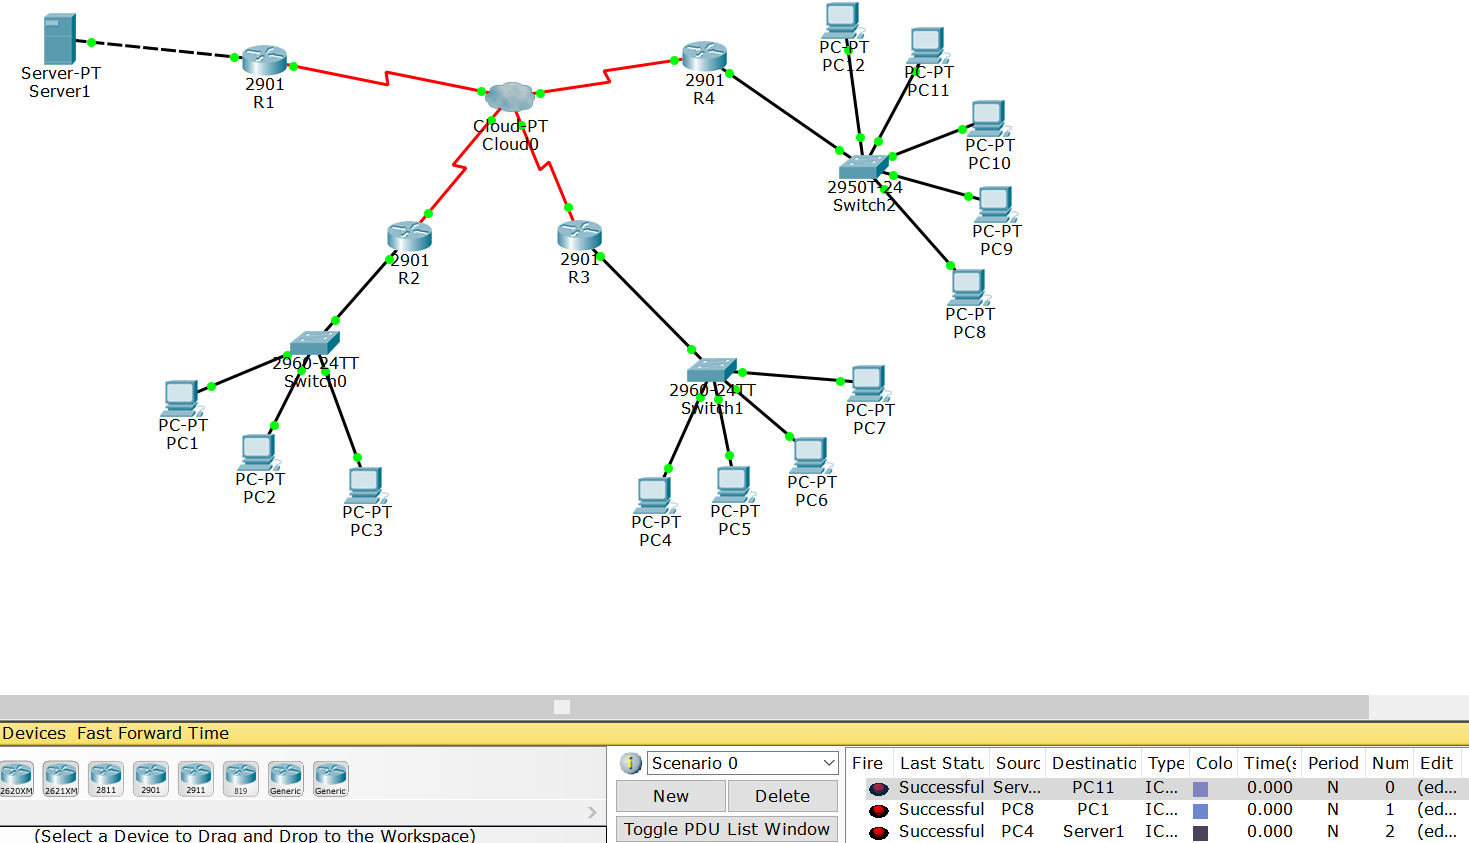 Server-PT
Server1
2901
R1
Cloud-PT
Cloud0
2901
R4
PC-PT
PC12
PC-PT
PC11
PC-PT
PC10
2950T-24
Switch2
PC-PT
PC9
PC-PT
PC8
2901
R2
2901
R3
2960-24TT
Switch0
2960-24TT
Switch1
PC-PT
PC1
PC-PT
PC2
PC-PT
PC3
PC-PT
PC4
PC-PT
PC5
PC-PT
PC6
PC-PT
PC7
Devices Fast Forward Time
2620XM 2621XM 2811 2901 2911 819 Generic Generic
(Select a Device to Drag and Drop to the Workspace)
i Scenario 0
New Delete
Toggle PDU List Window
Fire Last Statu Sourc Destinatio Type Colo Time(s Period Num Edit
Successful Serv... PC11 IC... 0.000 N 0 (ed...
Successful PC8 PC1 IC... 0.000 N 1 (ed...
Successful PC4 Server1 IC... 0.000 N 2 (ed...